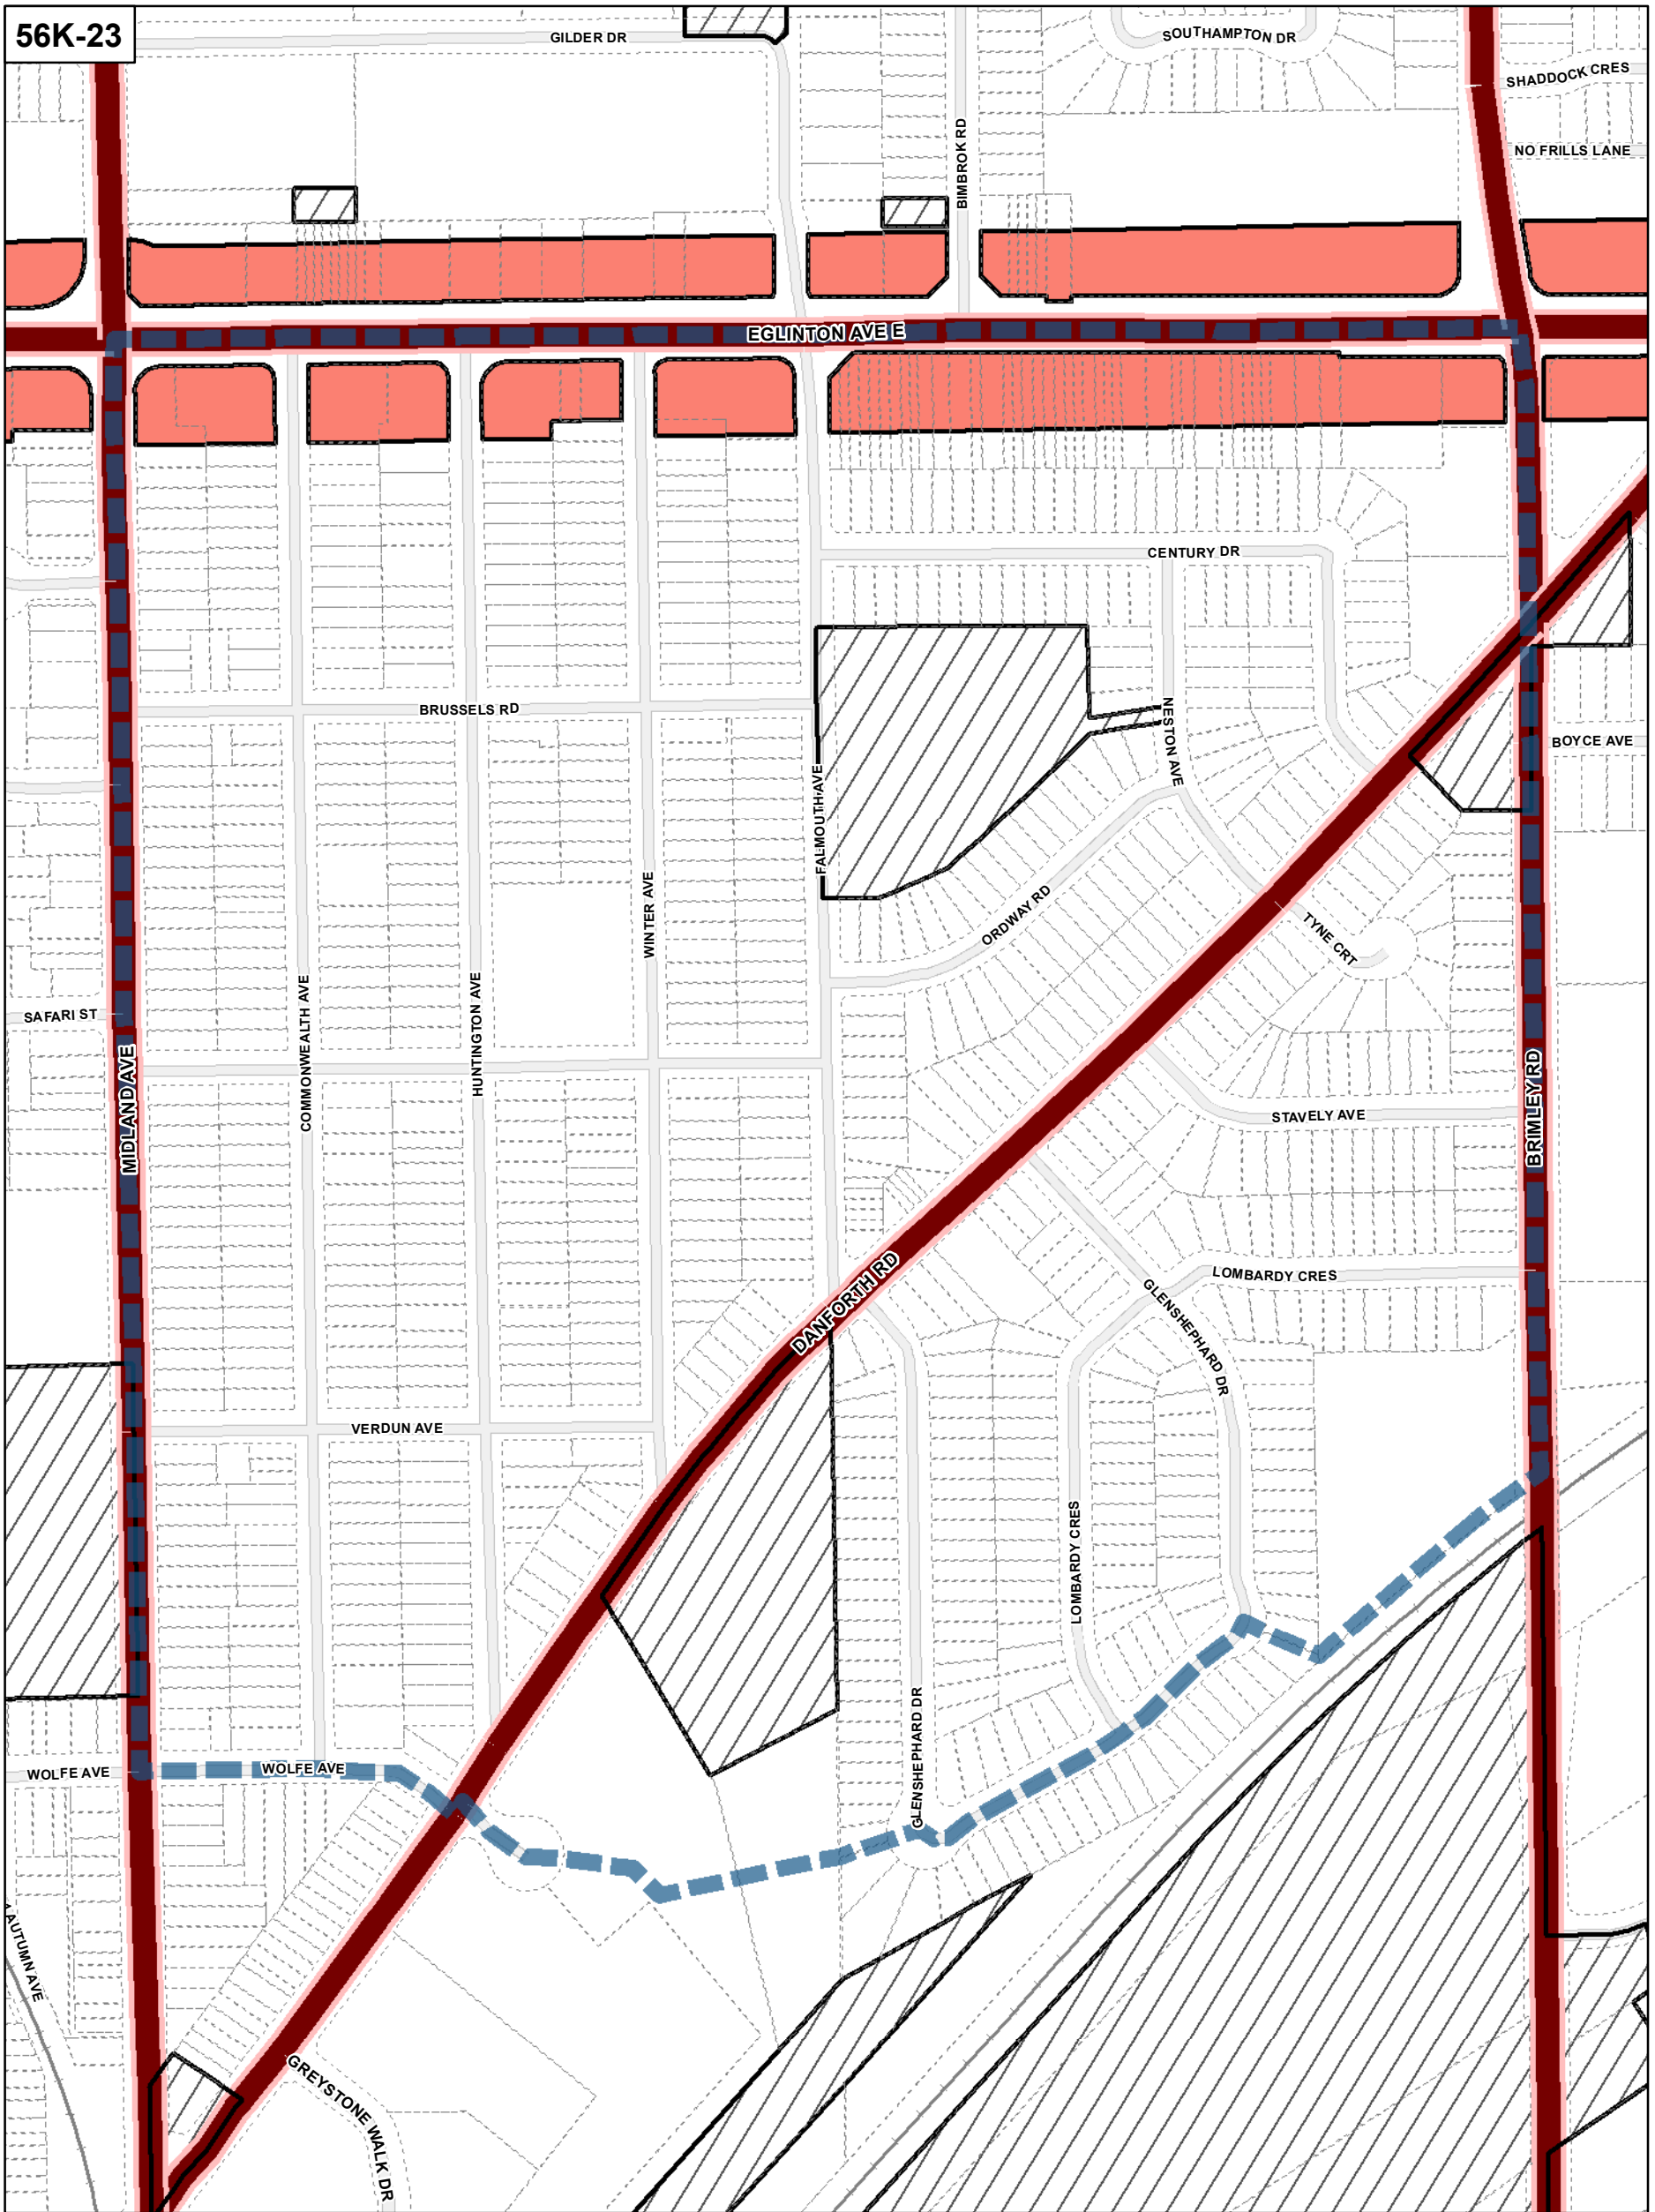 56K-23
GILDER DR
SOUTHAMPTON DR
SHADDOCK CRES
NO FRILLS LANE
BIMBROK RD
EGLINTON AVE E
CENTURY DR
BRUSSELS RD
NESTON AVE
BOYCE AVE
FALMOUTH AVE
WINTER AVE
ORDWAY RD
TYNE CRT
SAFARI ST
COMMONWEALTH AVE
HUNTINGTON AVE
MIDLAND AVE
STAVELY AVE
BRIMLEY RD
DANFORTH RD
LOMBARDY CRES
GLENSHEPHARD DR
VERDUN AVE
LOMBARDY CRES
GLENSHEPHARD DR
WOLFE AVE
WOLFE AVE
AUTUMN AVE
GREYSTONE WALK DR